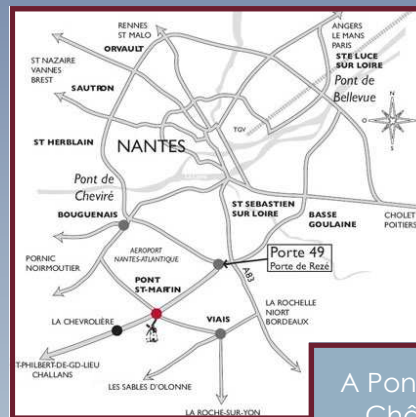 RENNES
ST MALO
ORVAULT
ANGERS
LE MANS
PARIS
STE LUCE
SUR LOIRE
ST NAZAIRE
VANNES
BREST
SAUTRON
Pont de
Bellevue
N
TGV
ST HERBLAIN
NANTES
Pont de
Cheviré
ST SEBASTIEN
SUR LOIRE
BASSE
GOULAINE
CHOLET
POITIERS
BOUGUENAIS
AEROPORT
NANTES-ATLANTIQUE
Porte 49
Porte de Rezé
PORNIC
NOIRMOUTIER
PONT
ST-MARTIN
A83
LA ROCHELLE
NIORT
BORDEAUX
LA CHEVROLIÈRE
VIAIS
T-PHILBERT-DE-GD-LIEU
CHALLANS
LES SABLES D'OLONNE
LA ROCHE-SUR-YON
A Pon
Châ